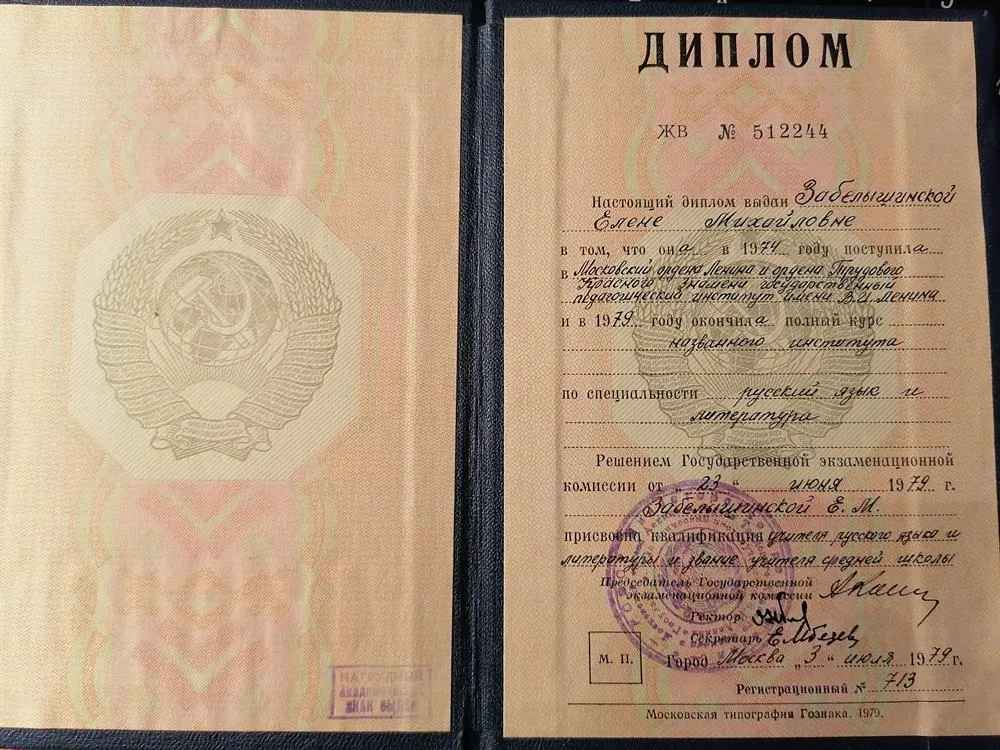 НАГРУДНЫЙ
АКАДЕМИЧЕСКИЙ
ЗНАК ВЫДАН
ДИПЛОМ
ЖВ № 512244
Настоящий диплом выдан Забелышинской
Елене Михайловне
в том, что она в 1974 году поступила
в Московский ордена Ленина и ордена Трудового
Красного Знамени государственный
педагогический институт имени В.И. Ленина
и в 1979 году окончила полный курс
названного института
по специальности русский язык и
литература
Решением Государственной экзаменационной
комиссии от „23“ июня 1979 г.
Забелышинской Е. М.
присвоена квалификация учителя русского языка и
литературы и звание учителя средней школы
Председатель Государственной
экзаменационной комиссии
Ректор
Секретарь
М. П.
Город Москва „3“ июля 1979 г.
Регистрационный № 713
Московская типография Гознака. 1979.